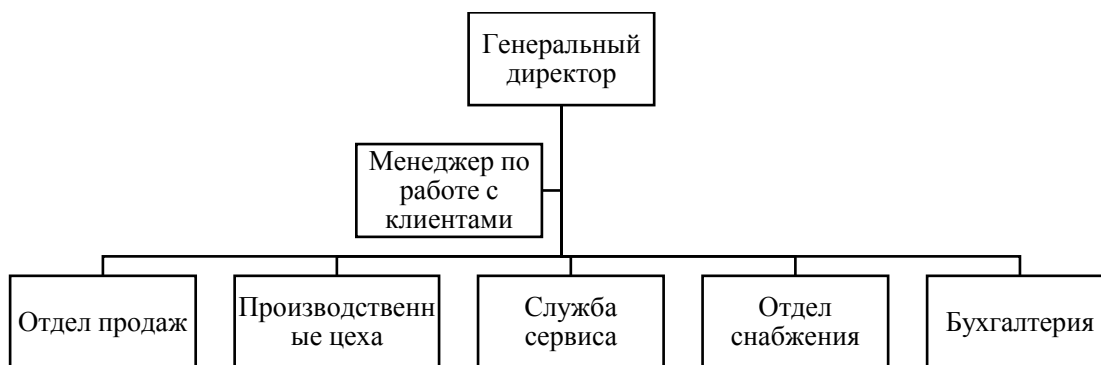 Генеральный
директор
Менеджер по
работе с
клиентами
Отдел продаж
Производственн
ые цеха
Служба
сервиса
Отдел
снабжения
Бухгалтерия